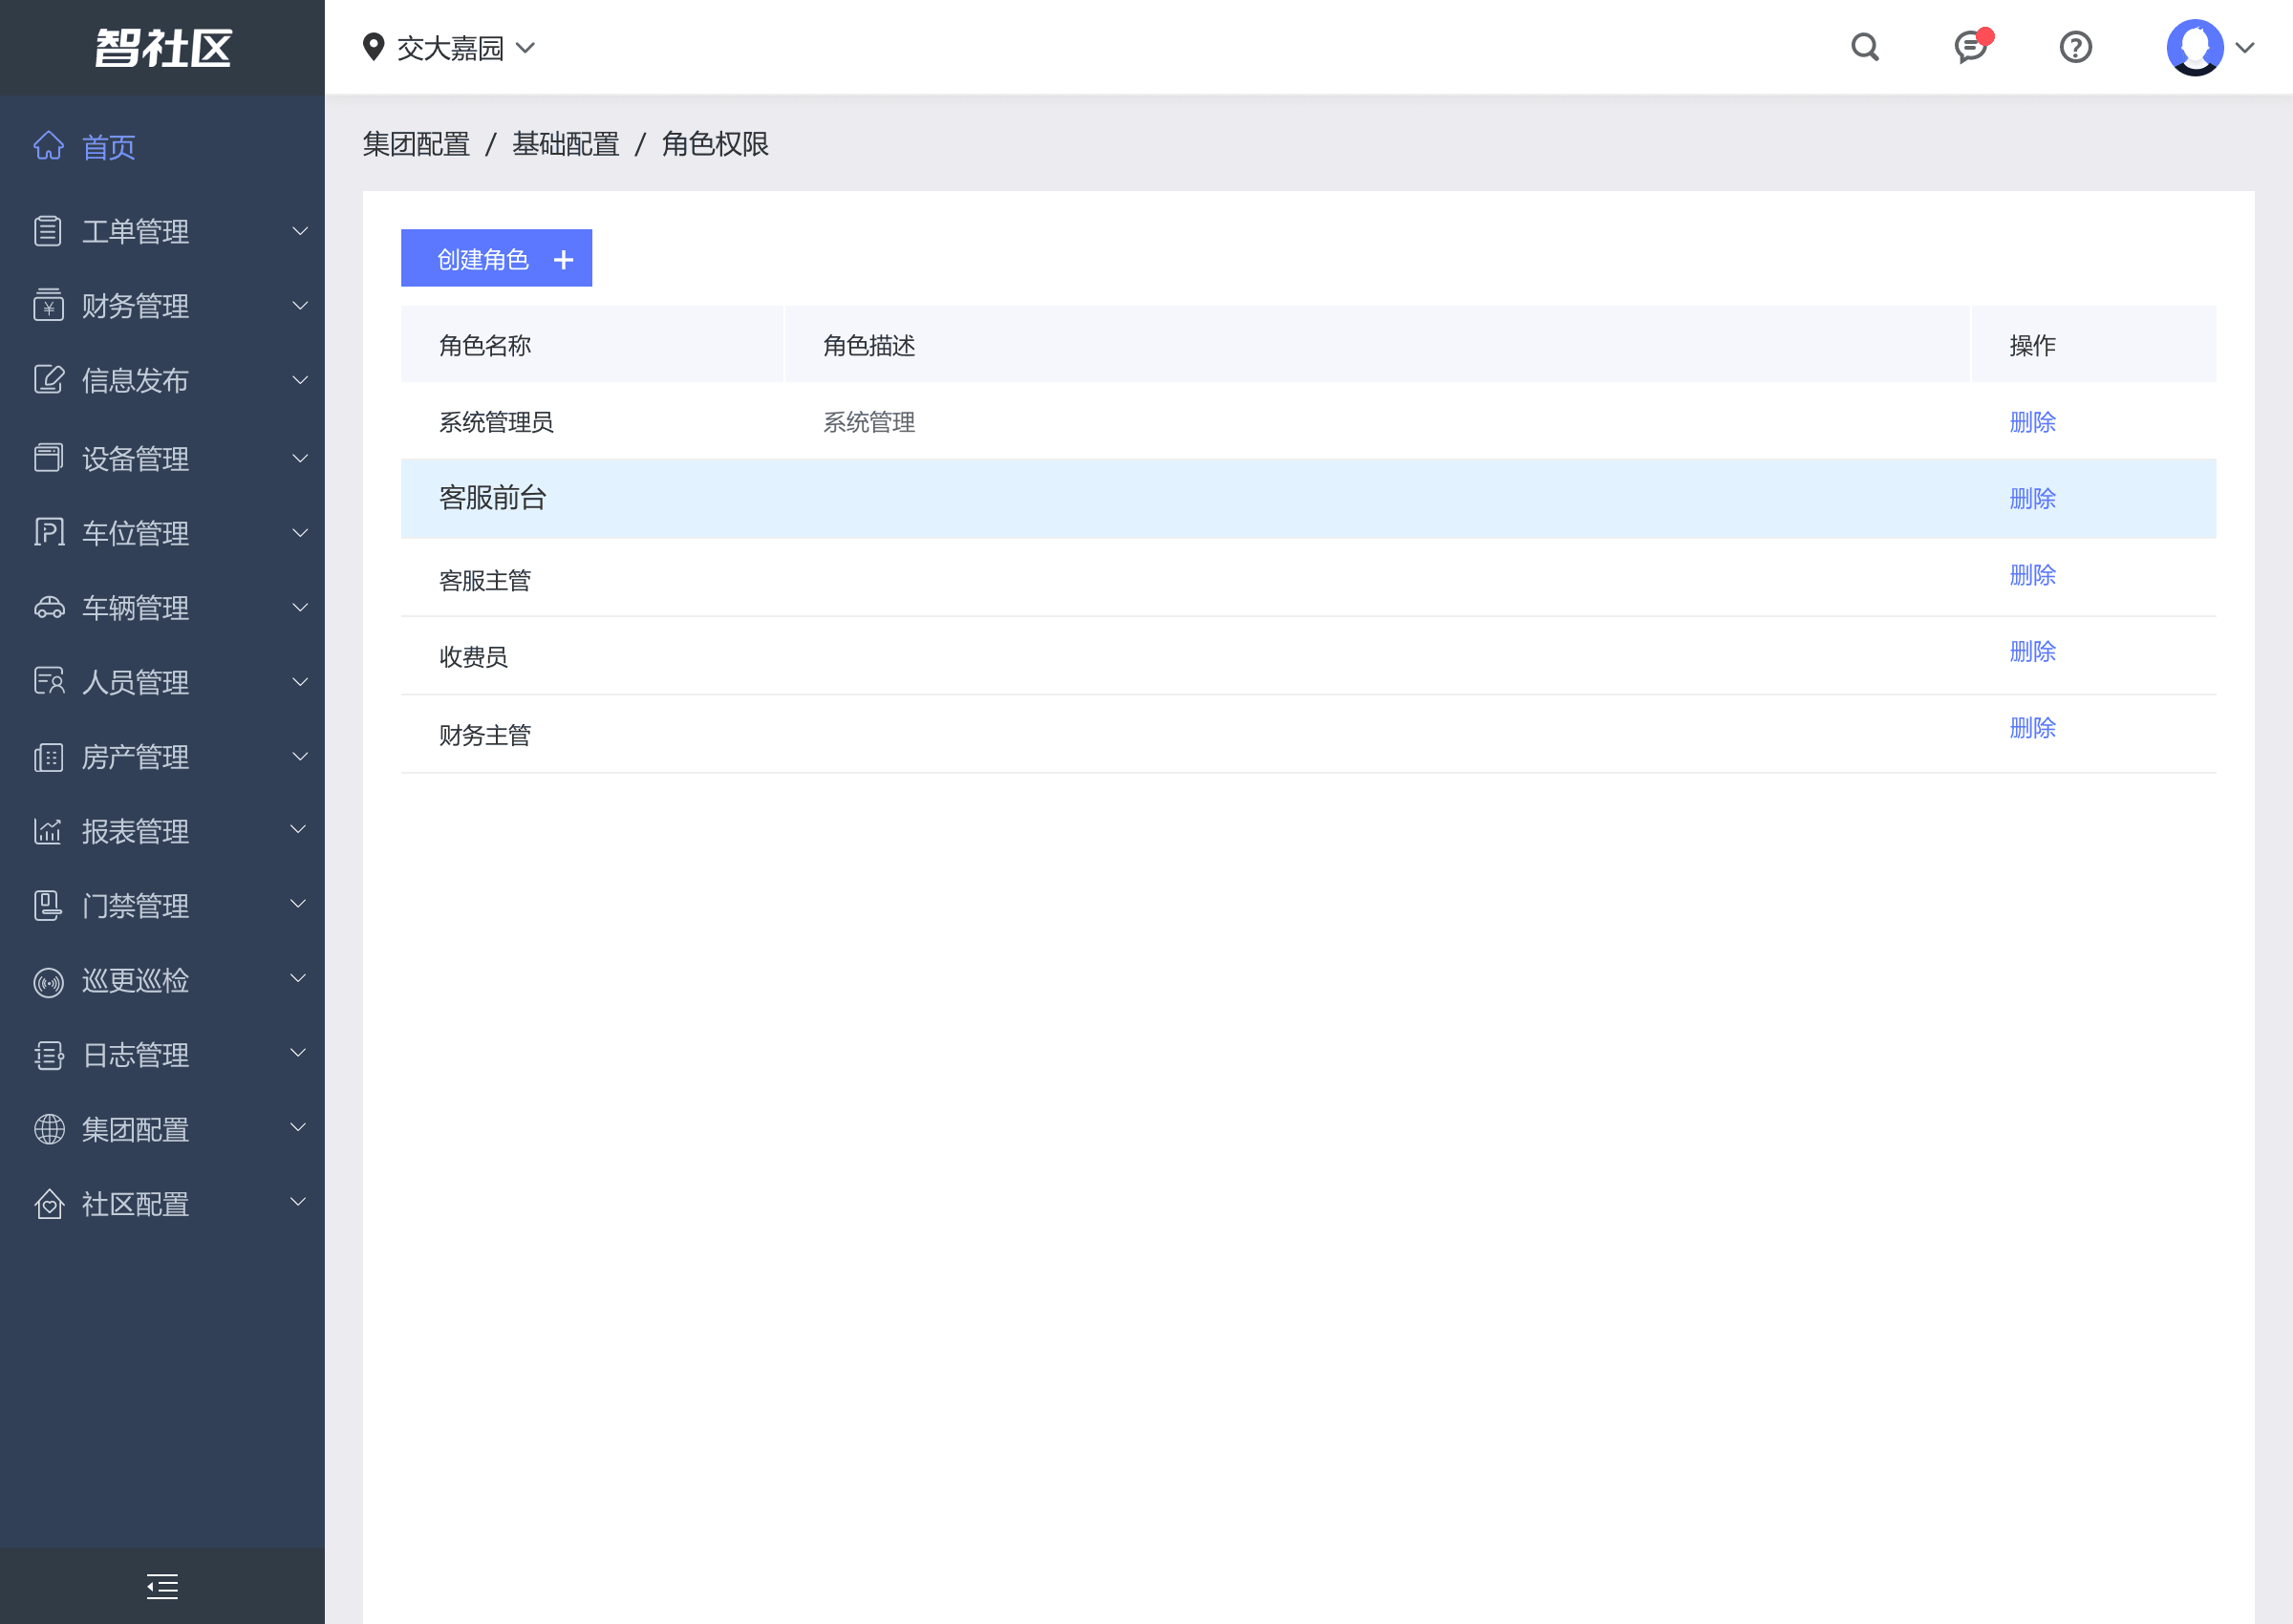 智社区
交大嘉园
首页
工单管理
财务管理
信息发布
设备管理
车位管理
车辆管理
人员管理
房产管理
报表管理
门禁管理
巡更巡检
日志管理
集团配置
社区配置
集团配置 / 基础配置 / 角色权限
创建角色 +
角色名称 角色描述 操作
系统管理员 系统管理 删除
客服前台 删除
客服主管 删除
收费员 删除
财务主管 删除